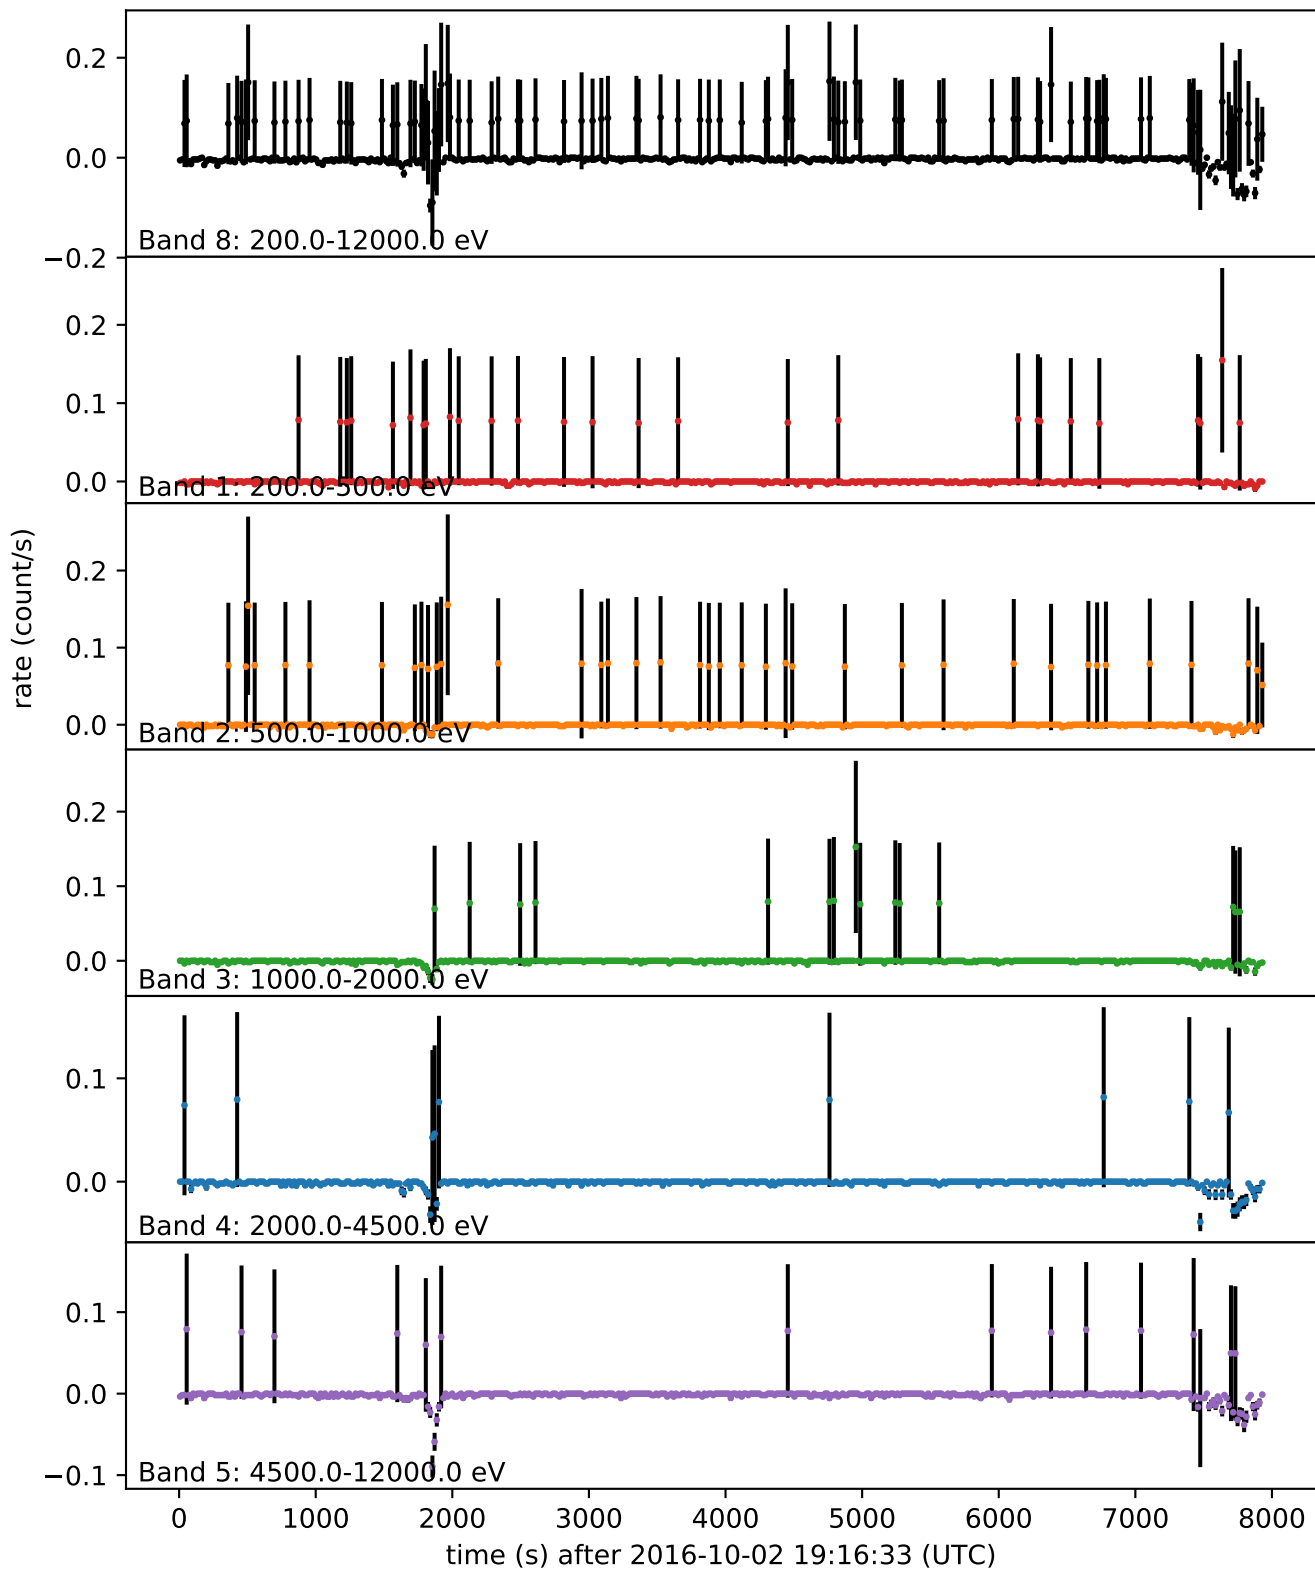 0.2
0.0
−0.2
Band 8: 200.0-12000.0 eV
0.2
0.1
0.0
Band 1: 200.0-500.0 eV
0.2
0.1
0.0
Band 2: 500.0-1000.0 eV
0.2
0.1
0.0
Band 3: 1000.0-2000.0 eV
0.1
0.0
Band 4: 2000.0-4500.0 eV
0.1
0.0
−0.1
Band 5: 4500.0-12000.0 eV
rate (count/s)
0 1000 2000 3000 4000 5000 6000 7000 8000
time (s) after 2016-10-02 19:16:33 (UTC)